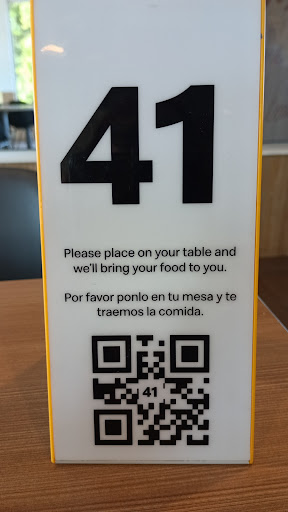 41
Please place on your table and
we'll bring your food to you.
Por favor ponlo en tu mesa y te
traemos la comida.
41